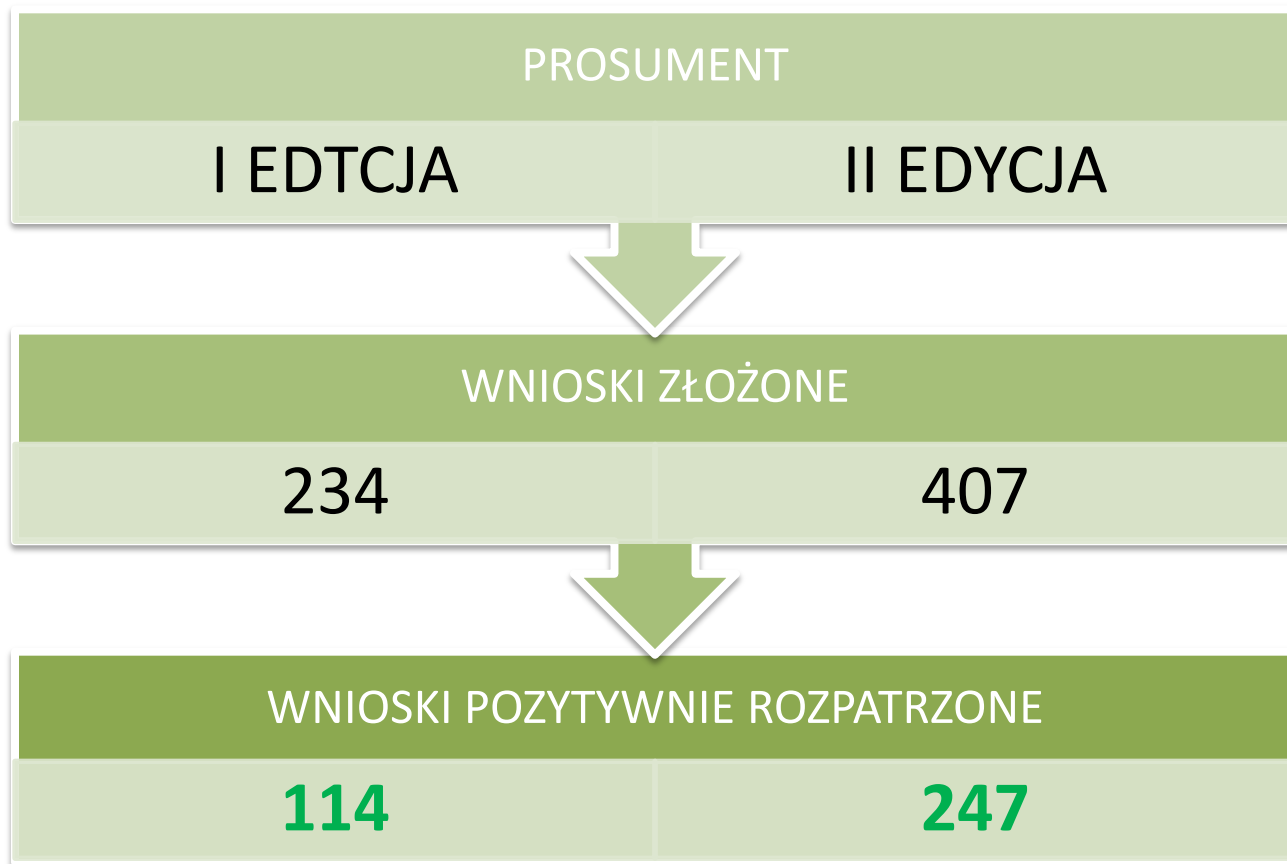 PROSUMENT
I EDTCJA II EDYCJA
WNIOSKI ZŁOŻONE
234 407
WNIOSKI POZYTYWNIE ROZPATRZONE
114 247